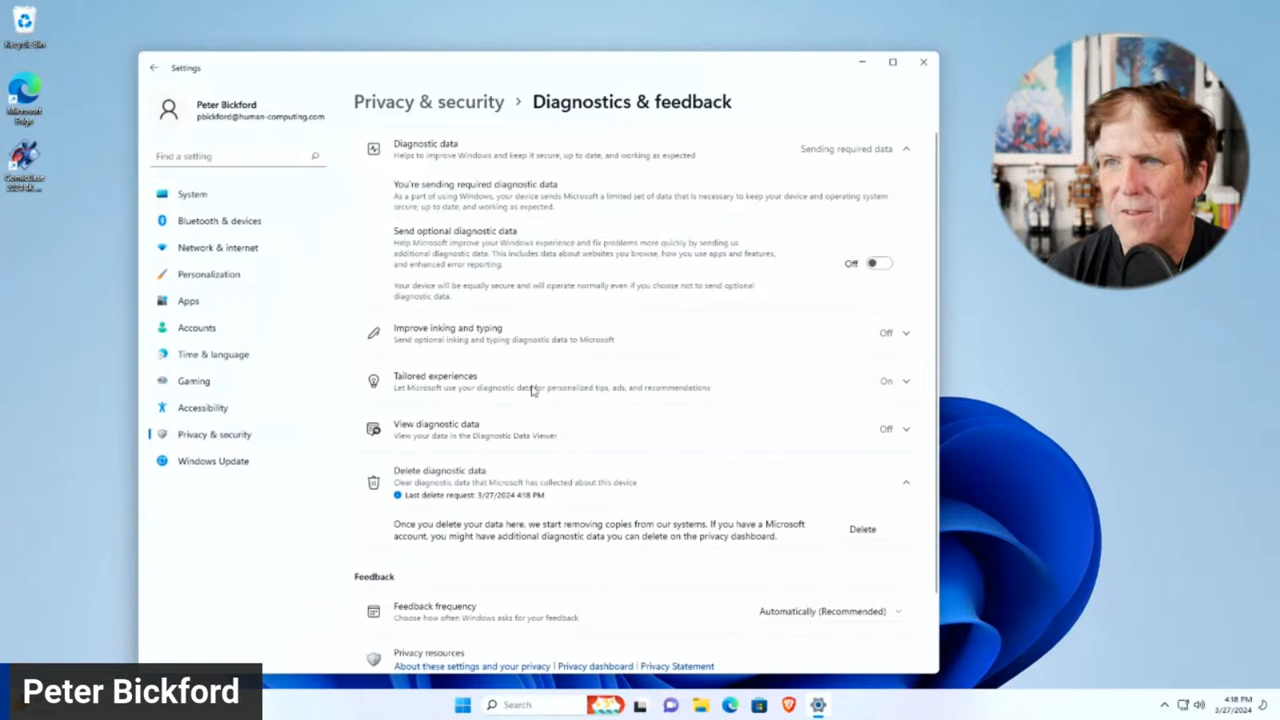 Recycle Bin
Microsoft
Edge
ComicBase
Settings
Peter Bickford
pbickford@human-computing.com
Find a setting
System
Bluetooth & devices
Network & internet
Personalization
Apps
Accounts
Time & language
Gaming
Accessibility
Privacy & security
Windows Update
Privacy & security › Diagnostics & feedback
Diagnostic data
Helps to improve Windows and keep it secure, up to date, and working as expected
Sending required data
You're sending required diagnostic data
As a part of using Windows, your device sends Microsoft a limited set of data that is necessary to keep your device and operating system
secure, up to date, and working as expected.
Send optional diagnostic data
Help Microsoft improve your Windows experience and fix problems more quickly by sending us
additional diagnostic data. This includes data about websites you browse, how you use apps and features,
and enhanced error reporting.
Off
Your device will be equally secure and will operate normally even if you choose not to send optional
diagnostic data.
Improve inking and typing
Send optional inking and typing diagnostic data to Microsoft
Off
Tailored experiences
Let Microsoft use your diagnostic data for personalized tips, ads, and recommendations
On
View diagnostic data
View your data in the Diagnostic Data Viewer
Off
Delete diagnostic data
Clear diagnostic data that Microsoft has collected about this device
Last delete request: 3/27/2024 4:18 PM
Once you delete your data here, we start removing copies from our systems. If you have a Microsoft
account, you might have additional diagnostic data you can delete on the privacy dashboard.
Delete
Feedback
Feedback frequency
Choose how often Windows asks for your feedback
Automatically (Recommended)
Privacy resources
About these settings and your privacy | Privacy dashboard | Privacy Statement
Peter Bickford
Search
4:18 PM
3/27/2024